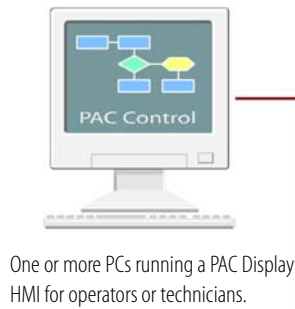 PAC Control
One or more PCs running a PAC Display
HMI for operators or technicians.